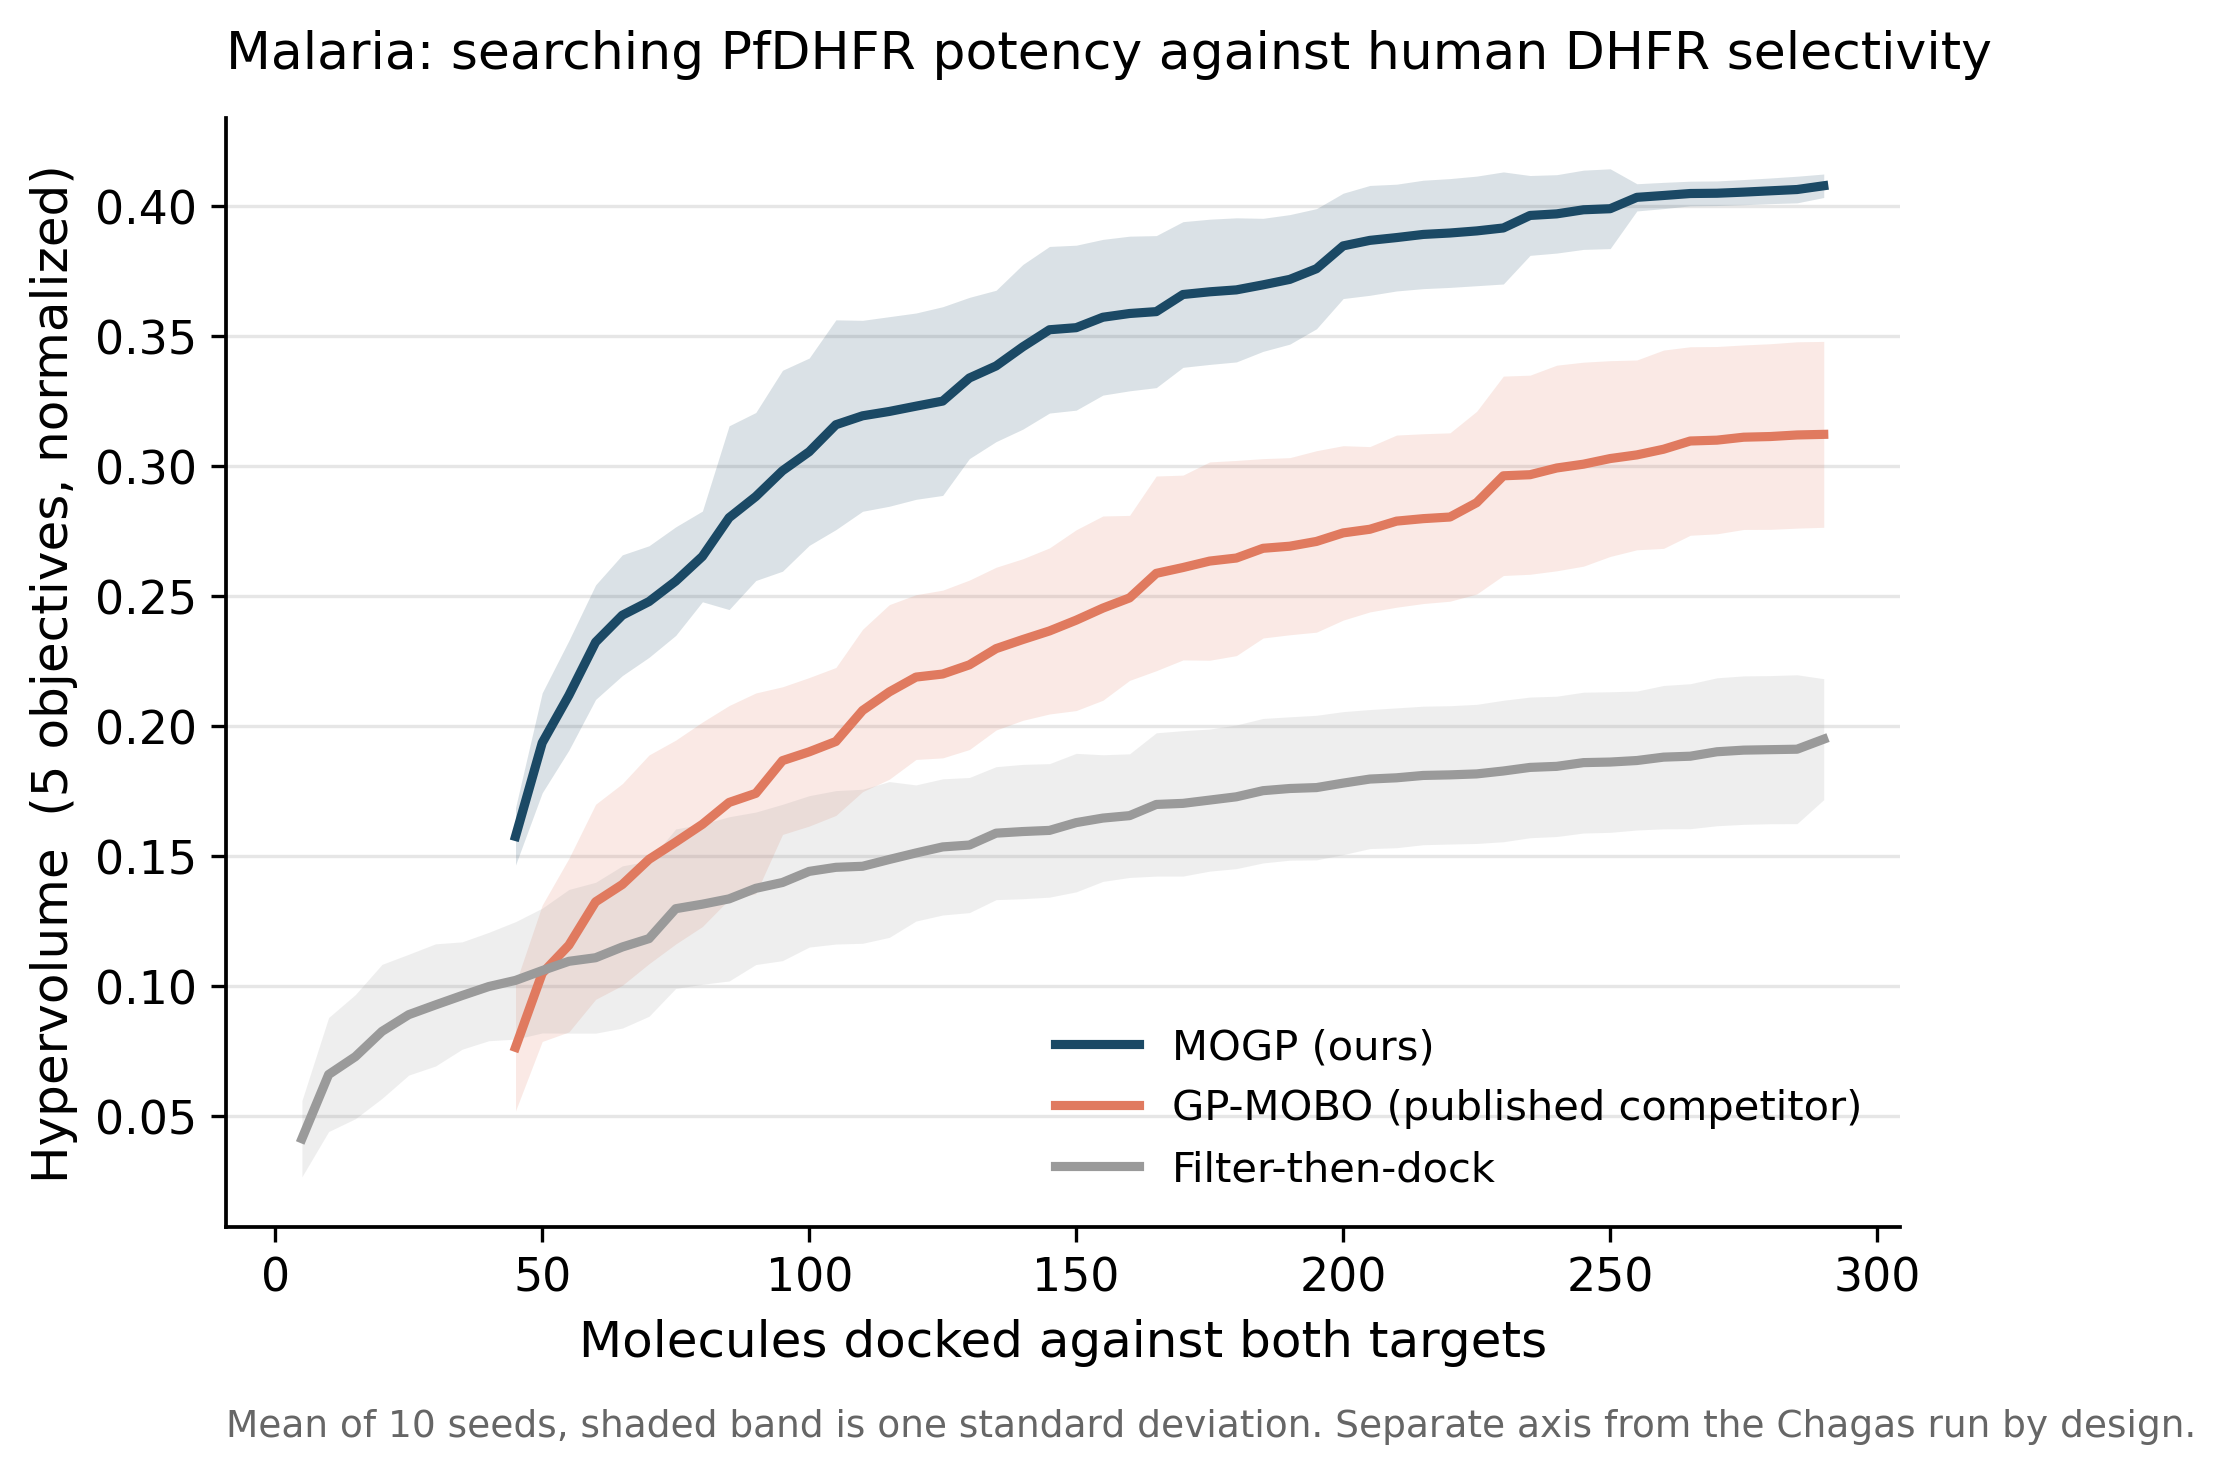 Malaria: searching PfDHFR potency against human DHFR selectivity
Hypervolume (5 objectives, normalized)
0.40
0.35
0.30
0.25
0.20
0.15
0.10
0.05
MOGP (ours)
GP-MOBO (published competitor)
Filter-then-dock
0 50 100 150 200 250 300
Molecules docked against both targets
Mean of 10 seeds, shaded band is one standard deviation. Separate axis from the Chagas run by design.